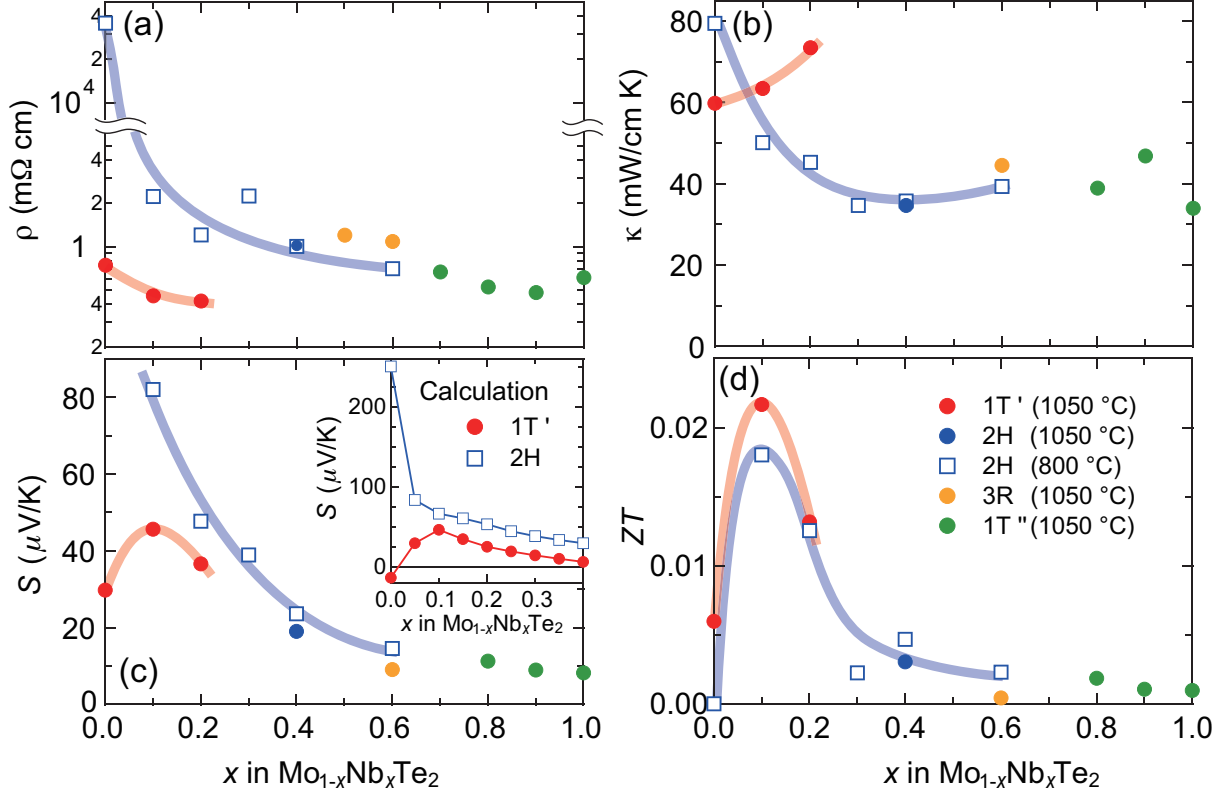 (a)
ρ (mΩ cm)
4
2
10⁴
4
2
1
4
2
(b)
κ (mW/cm K)
80
60
40
20
0
(c)
S (μV/K)
80
60
40
20
0
0.0 0.2 0.4 0.6 0.8 1.0
x in Mo₁₋ₓNbₓTe₂
Calculation
1T '
2H
S (μV/K)
200
100
0
0.0 0.1 0.2 0.3
x in Mo₁₋ₓNbₓTe₂
(d)
ZT
0.02
0.01
0.00
0.0 0.2 0.4 0.6 0.8 1.0
x in Mo₁₋ₓNbₓTe₂
1T ' (1050 °C)
2H (1050 °C)
2H (800 °C)
3R (1050 °C)
1T " (1050 °C)